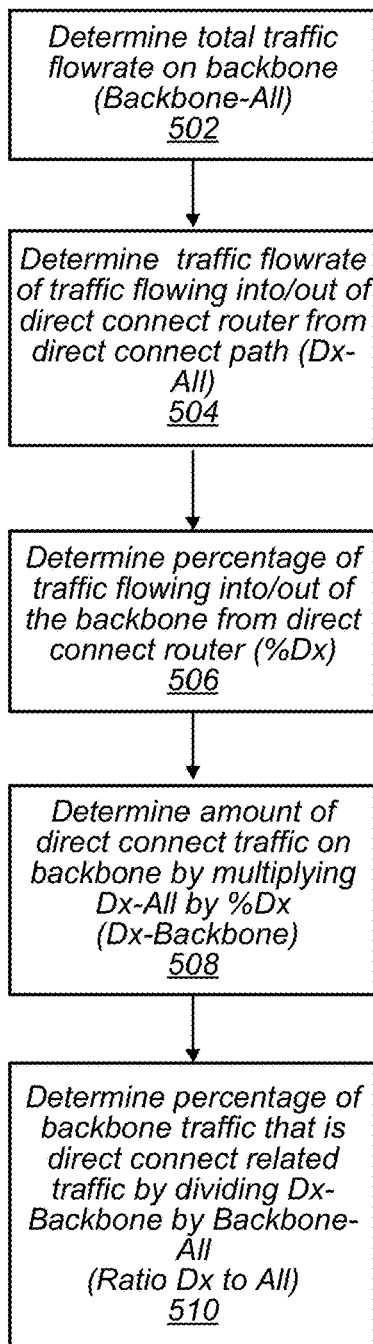 Determine total traffic
flowrate on backbone
(Backbone-All)
502
Determine traffic flowrate
of traffic flowing into/out of
direct connect router from
direct connect path (Dx-
All)
504
Determine percentage of
traffic flowing into/out of
the backbone from direct
connect router (%Dx)
506
Determine amount of
direct connect traffic on
backbone by multiplying
Dx-All by %Dx
(Dx-Backbone)
508
Determine percentage of
backbone traffic that is
direct connect related
traffic by dividing Dx-
Backbone by Backbone-
All
(Ratio Dx to All)
510